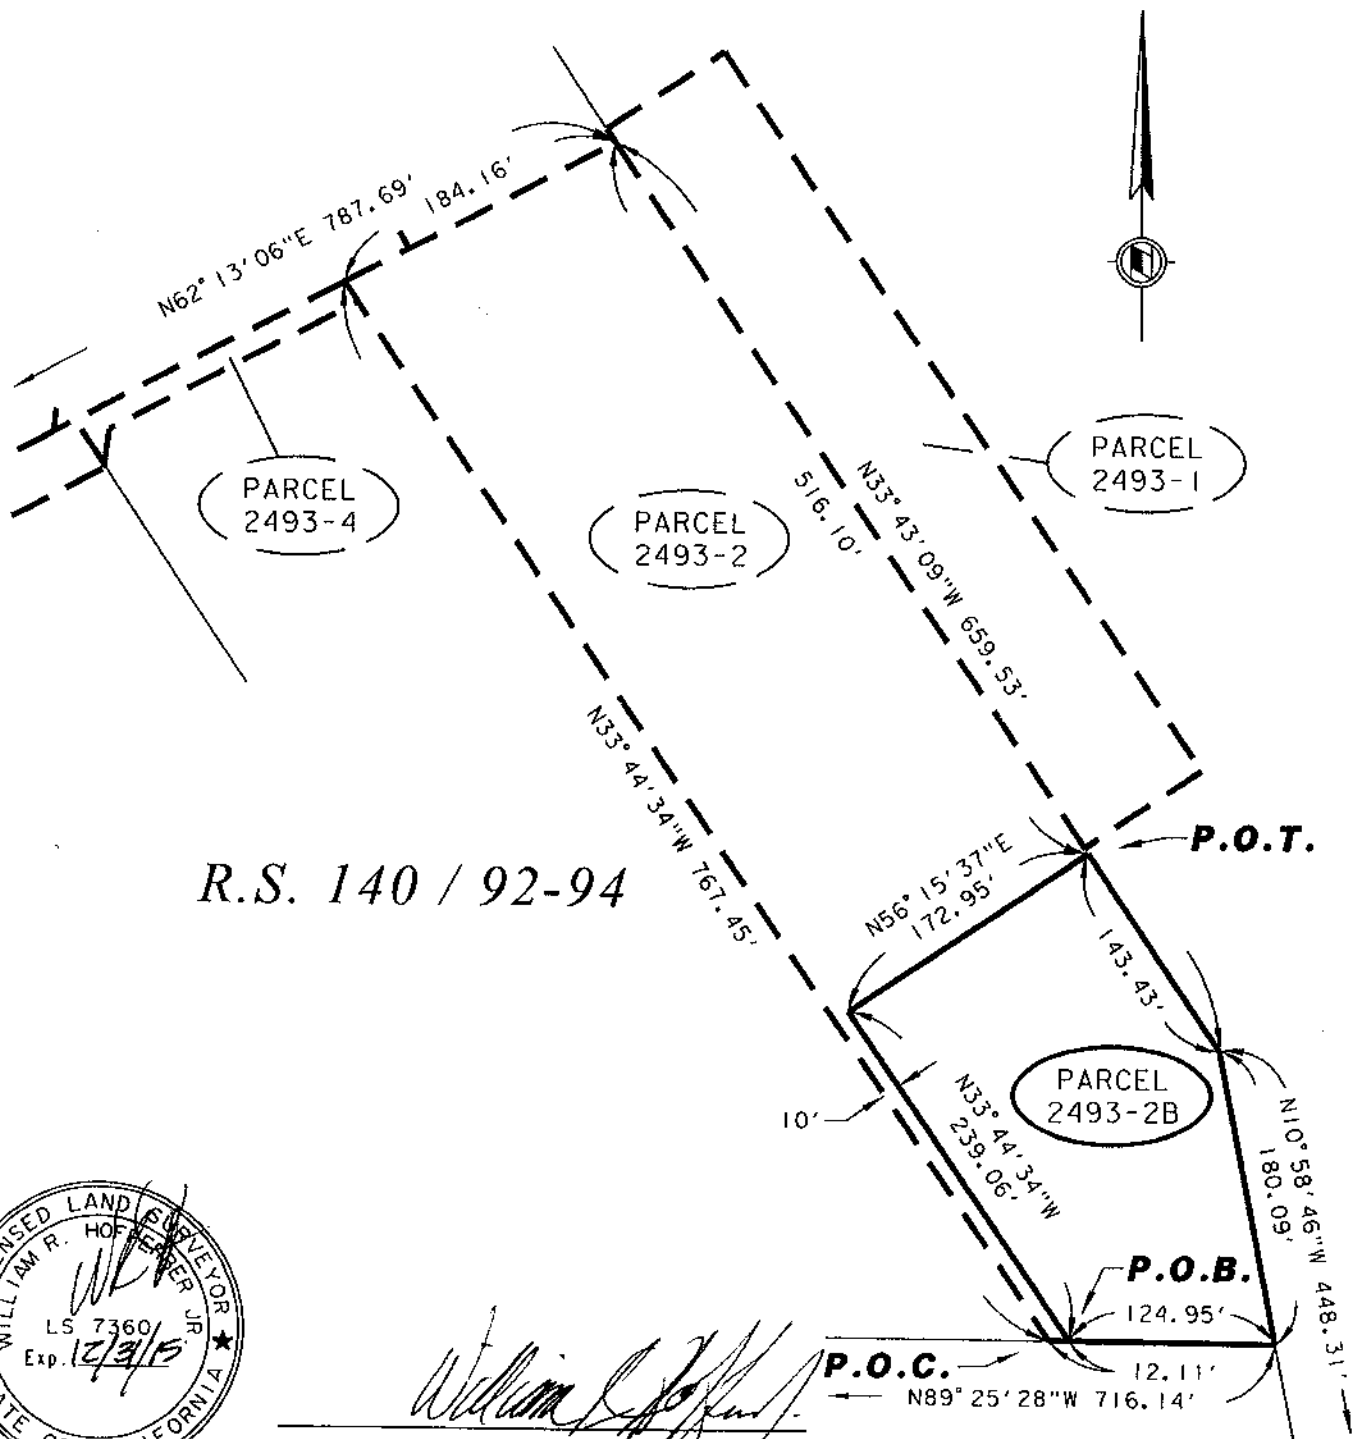 N62°13'06"E 787.69'
184.16'
PARCEL
2493-4
PARCEL
2493-2
PARCEL
2493-1
N33°43'09"W 659.53'
516.10'
N33°44'34"W 767.45'
R.S. 140 / 92-94
P.O.T.
N56°15'37"E
172.95'
143.43'
PARCEL
2493-2B
10'
N33°44'34"W
239.06'
N10°58'46"W 448.31'
180.09'
P.O.B.
124.95'
P.O.C.
12.11'
N89°25'28"W 716.14'
LAND SURVEYOR
WILLIAM R. JR.
LS 7360
Exp. 12/31/15
William R